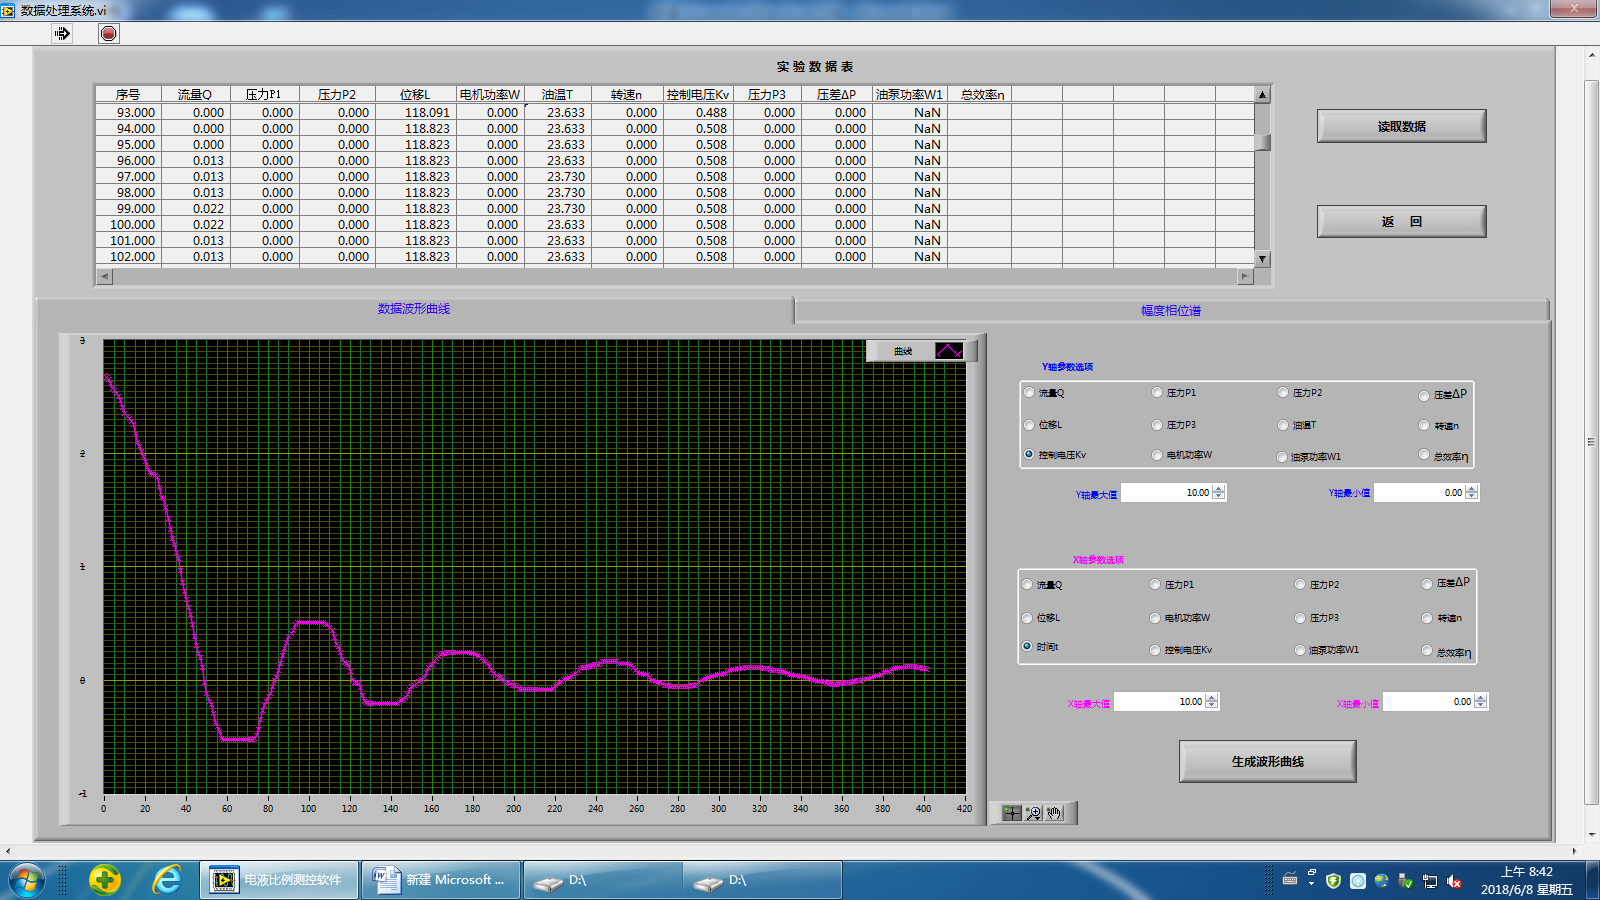 数据处理系统.vi
实 验 数 据 表
序号 流量Q 压力P1 压力P2 位移L 电机功率W 油温T 转速n 控制电压Kv 压力P3 压差ΔP 油泵功率W1 总效率η
93.000 0.000 0.000 0.000 118.091 0.000 23.633 0.000 0.488 0.000 0.000 NaN
94.000 0.000 0.000 0.000 118.823 0.000 23.633 0.000 0.508 0.000 0.000 NaN
95.000 0.000 0.000 0.000 118.823 0.000 23.633 0.000 0.508 0.000 0.000 NaN
96.000 0.013 0.000 0.000 118.823 0.000 23.633 0.000 0.508 0.000 0.000 NaN
97.000 0.013 0.000 0.000 118.823 0.000 23.730 0.000 0.508 0.000 0.000 NaN
98.000 0.013 0.000 0.000 118.823 0.000 23.730 0.000 0.508 0.000 0.000 NaN
99.000 0.022 0.000 0.000 118.823 0.000 23.730 0.000 0.508 0.000 0.000 NaN
100.000 0.022 0.000 0.000 118.823 0.000 23.633 0.000 0.508 0.000 0.000 NaN
101.000 0.013 0.000 0.000 118.823 0.000 23.633 0.000 0.508 0.000 0.000 NaN
102.000 0.013 0.000 0.000 118.823 0.000 23.633 0.000 0.508 0.000 0.000 NaN
读取数据
返 回
数据波形曲线
幅度相位谱
曲线
3
2
1
0
-1
0 20 40 60 80 100 120 140 160 180 200 220 240 260 280 300 320 340 360 380 400 420
Y轴参数选项
流量Q 压力P1 压力P2 压差ΔP
位移L 压力P3 油温T 转速n
控制电压Kv 电机功率W 油泵功率W1 总效率η
Y轴最大值 10.00 Y轴最小值 0.00
X轴参数选项
流量Q 压力P1 压力P2 压差ΔP
位移L 电机功率W 压力P3 转速n
时间t 控制电压Kv 油泵功率W1 总效率η
X轴最大值 10.00 X轴最小值 0.00
生成波形曲线
电液比例测控软件
新建 Microsoft ...
D:\
D:\
上午 8:42
2018/6/8 星期五